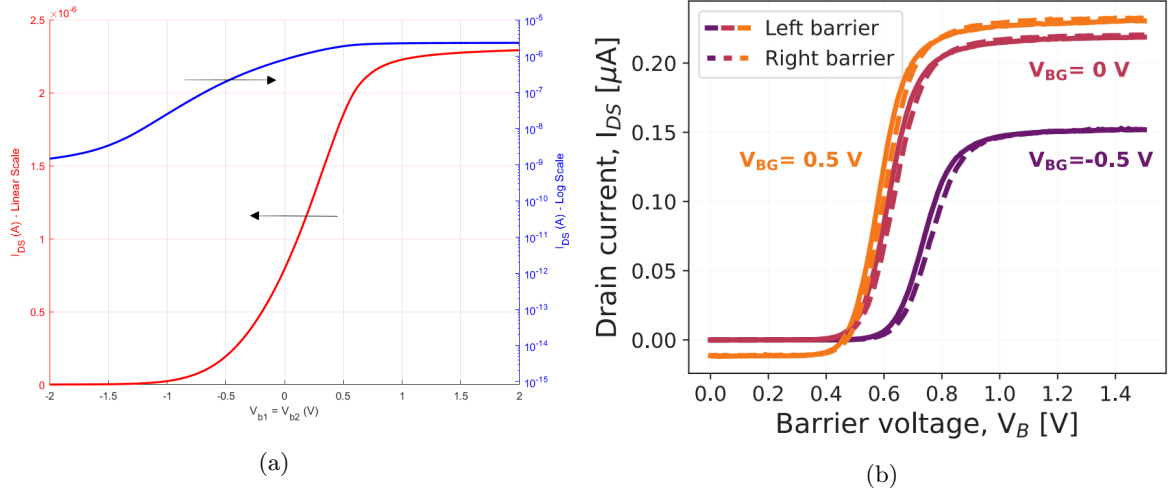 2.5 ×10⁻⁶
2
1.5
1
0.5
0
I_DS (A) - Linear Scale
-2 -1.5 -1 -0.5 0 0.5 1 1.5 2
V_b1 = V_b2 (V)
10⁻⁵
10⁻⁶
10⁻⁷
10⁻⁸
10⁻⁹
10⁻¹⁰
10⁻¹¹
10⁻¹²
10⁻¹³
10⁻¹⁴
10⁻¹⁵
I_DS (A) - Log Scale
(a)
Left barrier
Right barrier
V_BG= 0 V
V_BG= 0.5 V
V_BG=-0.5 V
0.20
0.15
0.10
0.05
0.00
Drain current, I_DS [μA]
0.0 0.2 0.4 0.6 0.8 1.0 1.2 1.4
Barrier voltage, V_B [V]
(b)